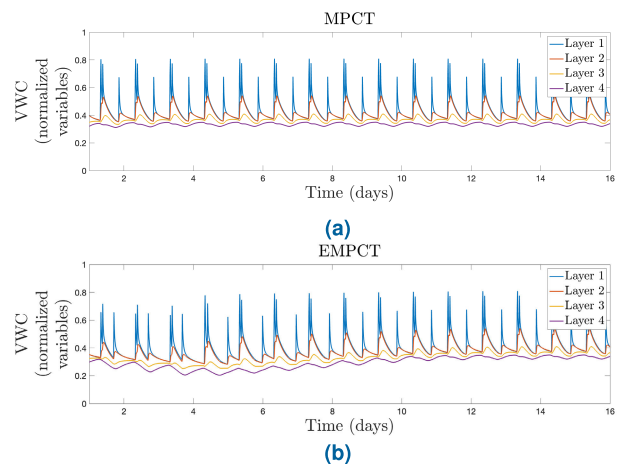 MPCT
1
0.8
0.6
0.4
0.2
0
VWC
(normalized
variables)
Layer 1
Layer 2
Layer 3
Layer 4
2 4 6 8 10 12 14 16
Time (days)
(a)
EMPCT
1
0.8
0.6
0.4
0.2
0
VWC
(normalized
variables)
Layer 1
Layer 2
Layer 3
Layer 4
2 4 6 8 10 12 14 16
Time (days)
(b)